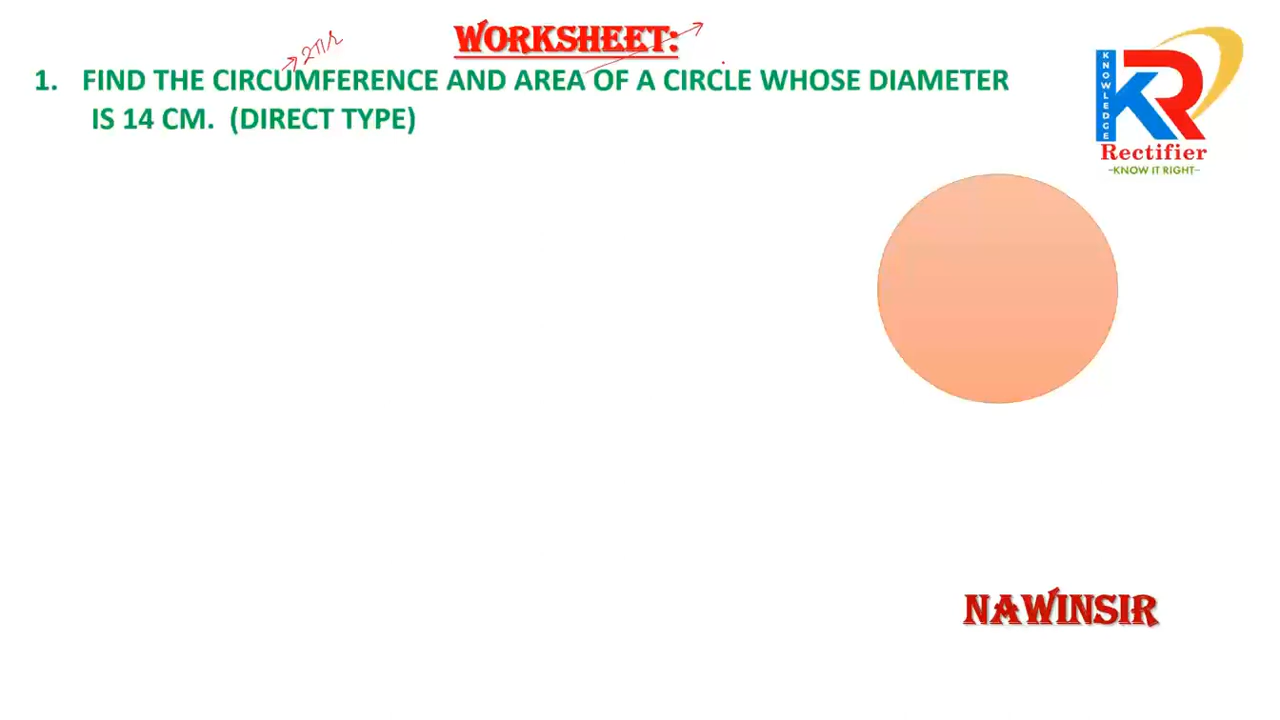 WORKSHEET:
2πr
1. FIND THE CIRCUMFERENCE AND AREA OF A CIRCLE WHOSE DIAMETER
IS 14 CM. (DIRECT TYPE)
KNOWLEDGE
KR
Rectifier
-KNOW IT RIGHT-
NAWINSIR